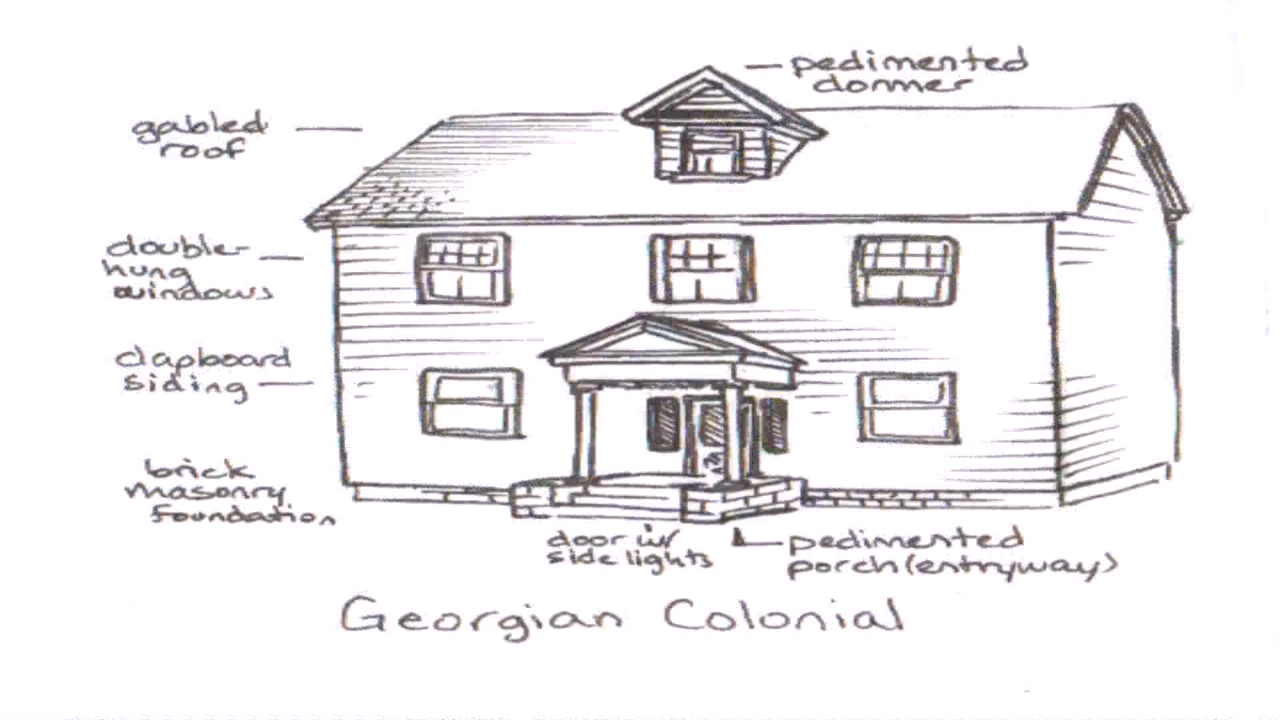 pedimented
dormer
gabled
roof
double-
hung
windows
clapboard
siding
brick
masonry
foundation
door w/
side lights
pedimented
porch (entryway)
Georgian Colonial